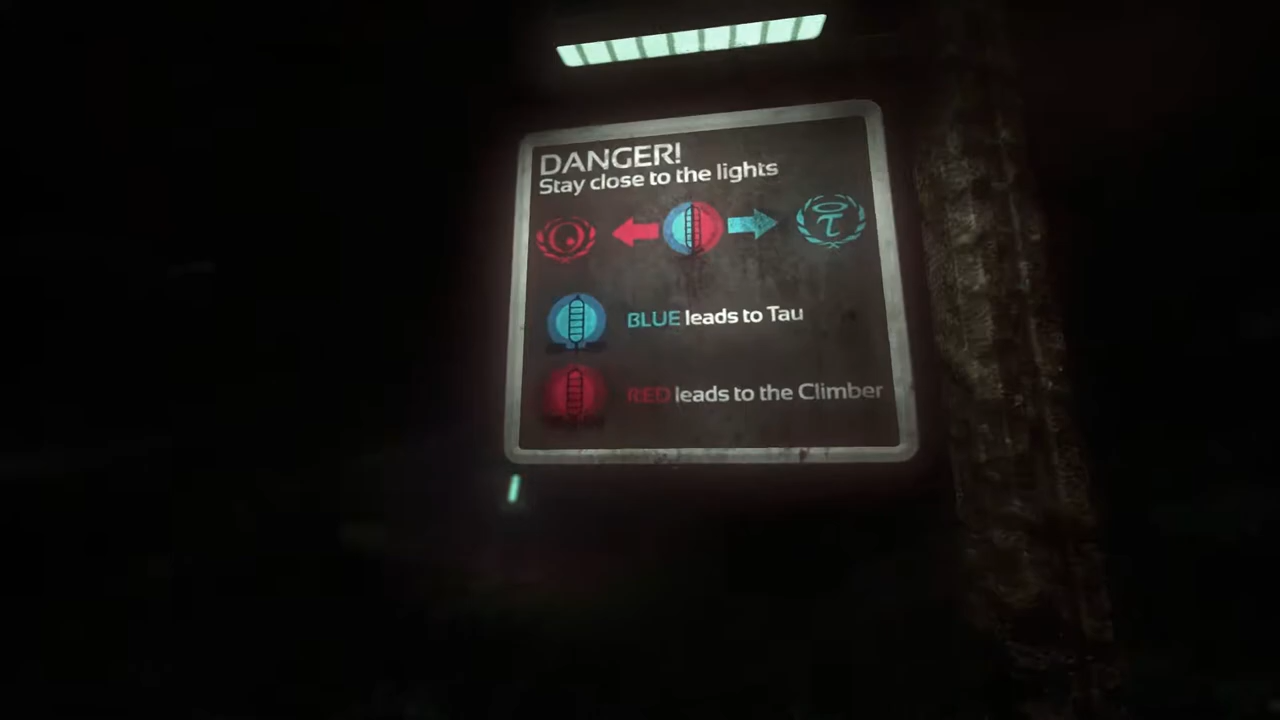 DANGER!
Stay close to the lights
τ
BLUE leads to Tau
RED leads to the Climber